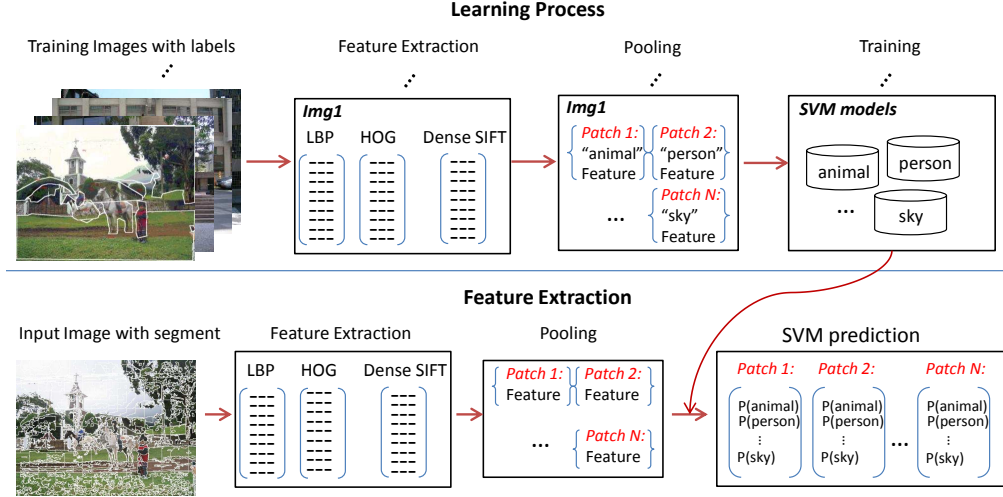 Learning Process
Training Images with labels
Feature Extraction
Pooling
Training
Img1
LBP HOG Dense SIFT
Img1
Patch 1: Patch 2:
"animal" "person"
Feature Feature
Patch N:
... "sky"
Feature
SVM models
animal
person
...
sky
Feature Extraction
Input Image with segment
Feature Extraction
Pooling
SVM prediction
LBP HOG Dense SIFT
Patch 1: Patch 2:
Feature Feature
... Patch N:
Feature
Patch 1: Patch 2: Patch N:
P(animal) P(animal) P(animal)
P(person) P(person) P(person)
⋮ ⋮ ... ⋮
P(sky) P(sky) P(sky)